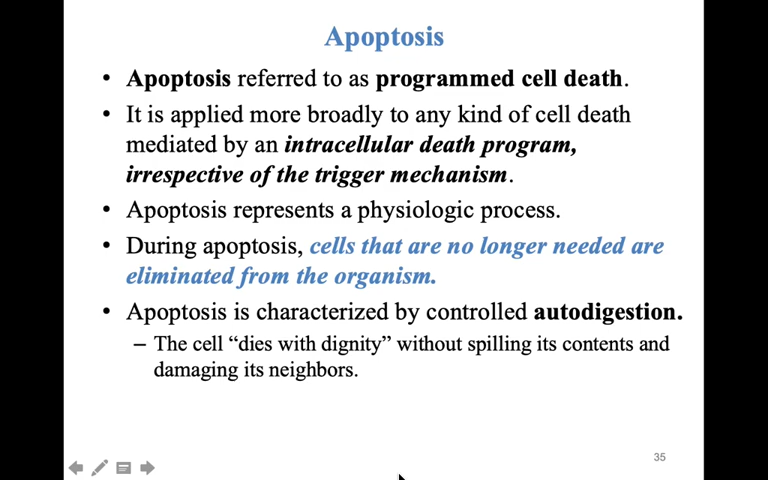 Apoptosis
• Apoptosis referred to as programmed cell death.
• It is applied more broadly to any kind of cell death
mediated by an intracellular death program,
irrespective of the trigger mechanism.
• Apoptosis represents a physiologic process.
• During apoptosis, cells that are no longer needed are
eliminated from the organism.
• Apoptosis is characterized by controlled autodigestion.
– The cell “dies with dignity” without spilling its contents and
damaging its neighbors.
35